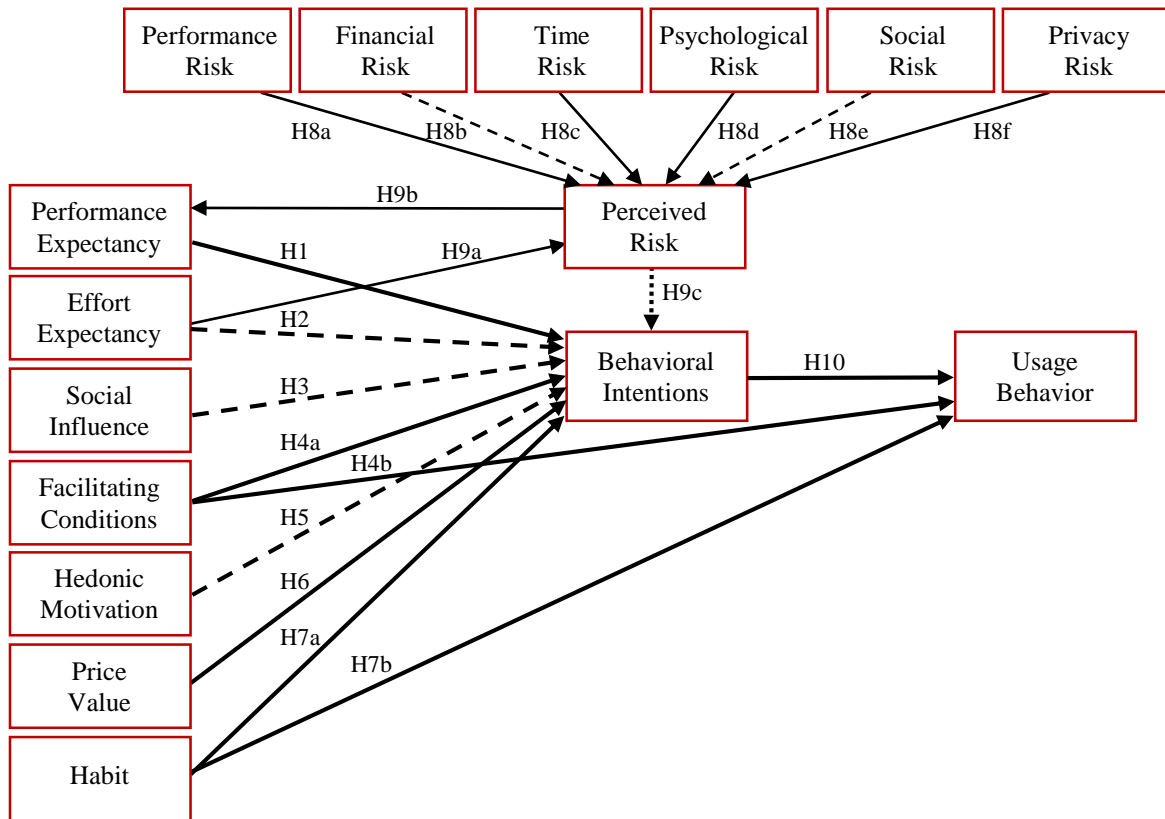 Performance
Risk
Financial
Risk
Time
Risk
Psychological
Risk
Social
Risk
Privacy
Risk
H8a
H8b
H8c
H8d
H8e
H8f
Performance
Expectancy
H9b
Perceived
Risk
H1
H9a
Effort
Expectancy
H2
H9c
Social
Influence
H3
Behavioral
Intentions
H10
Usage
Behavior
H4a
H4b
Facilitating
Conditions
H5
Hedonic
Motivation
H6
H7a
H7b
Price
Value
Habit